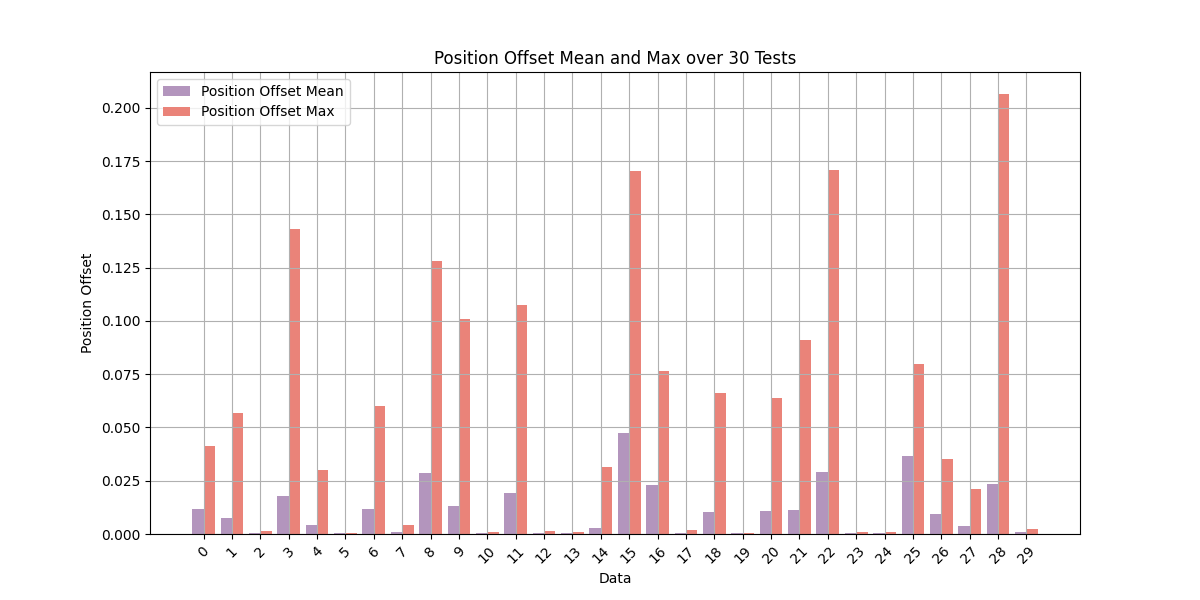 Position Offset Mean and Max over 30 Tests
Position Offset Mean
Position Offset Max
0.200
0.175
0.150
0.125
0.100
0.075
0.050
0.025
0.000
Position Offset
0 1 2 3 4 5 6 7 8 9 10 11 12 13 14 15 16 17 18 19 20 21 22 23 24 25 26 27 28 29
Data